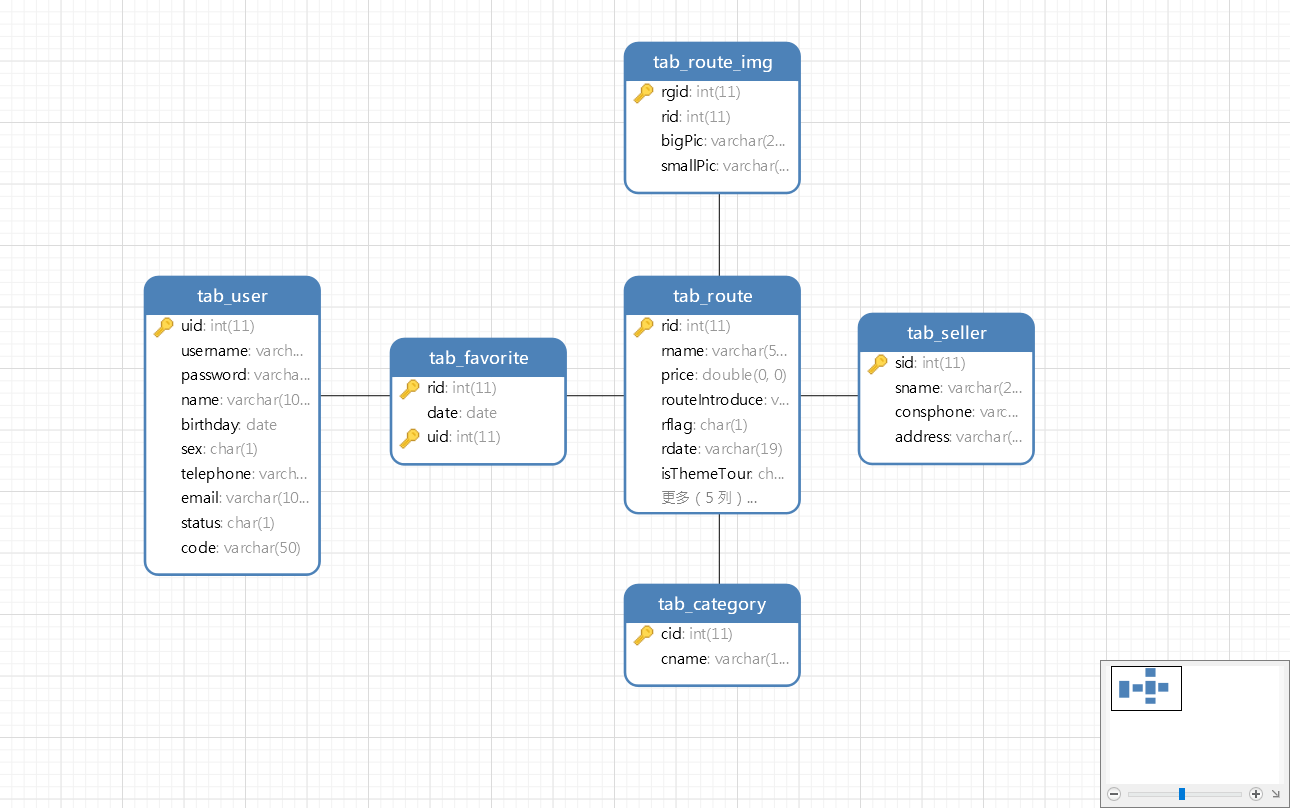 tab_route_img
rgid: int(11)
rid: int(11)
bigPic: varchar(2...
smallPic: varchar(...
tab_user
uid: int(11)
username: varch...
password: varcha...
name: varchar(10...
birthday: date
sex: char(1)
telephone: varch...
email: varchar(10...
status: char(1)
code: varchar(50)
tab_favorite
rid: int(11)
date: date
uid: int(11)
tab_route
rid: int(11)
rname: varchar(5...
price: double(0, 0)
routeIntroduce: v...
rflag: char(1)
rdate: varchar(19)
isThemeTour: ch...
更多 ( 5 列 ) ...
tab_seller
sid: int(11)
sname: varchar(2...
consphone: varc...
address: varchar(...
tab_category
cid: int(11)
cname: varchar(1...